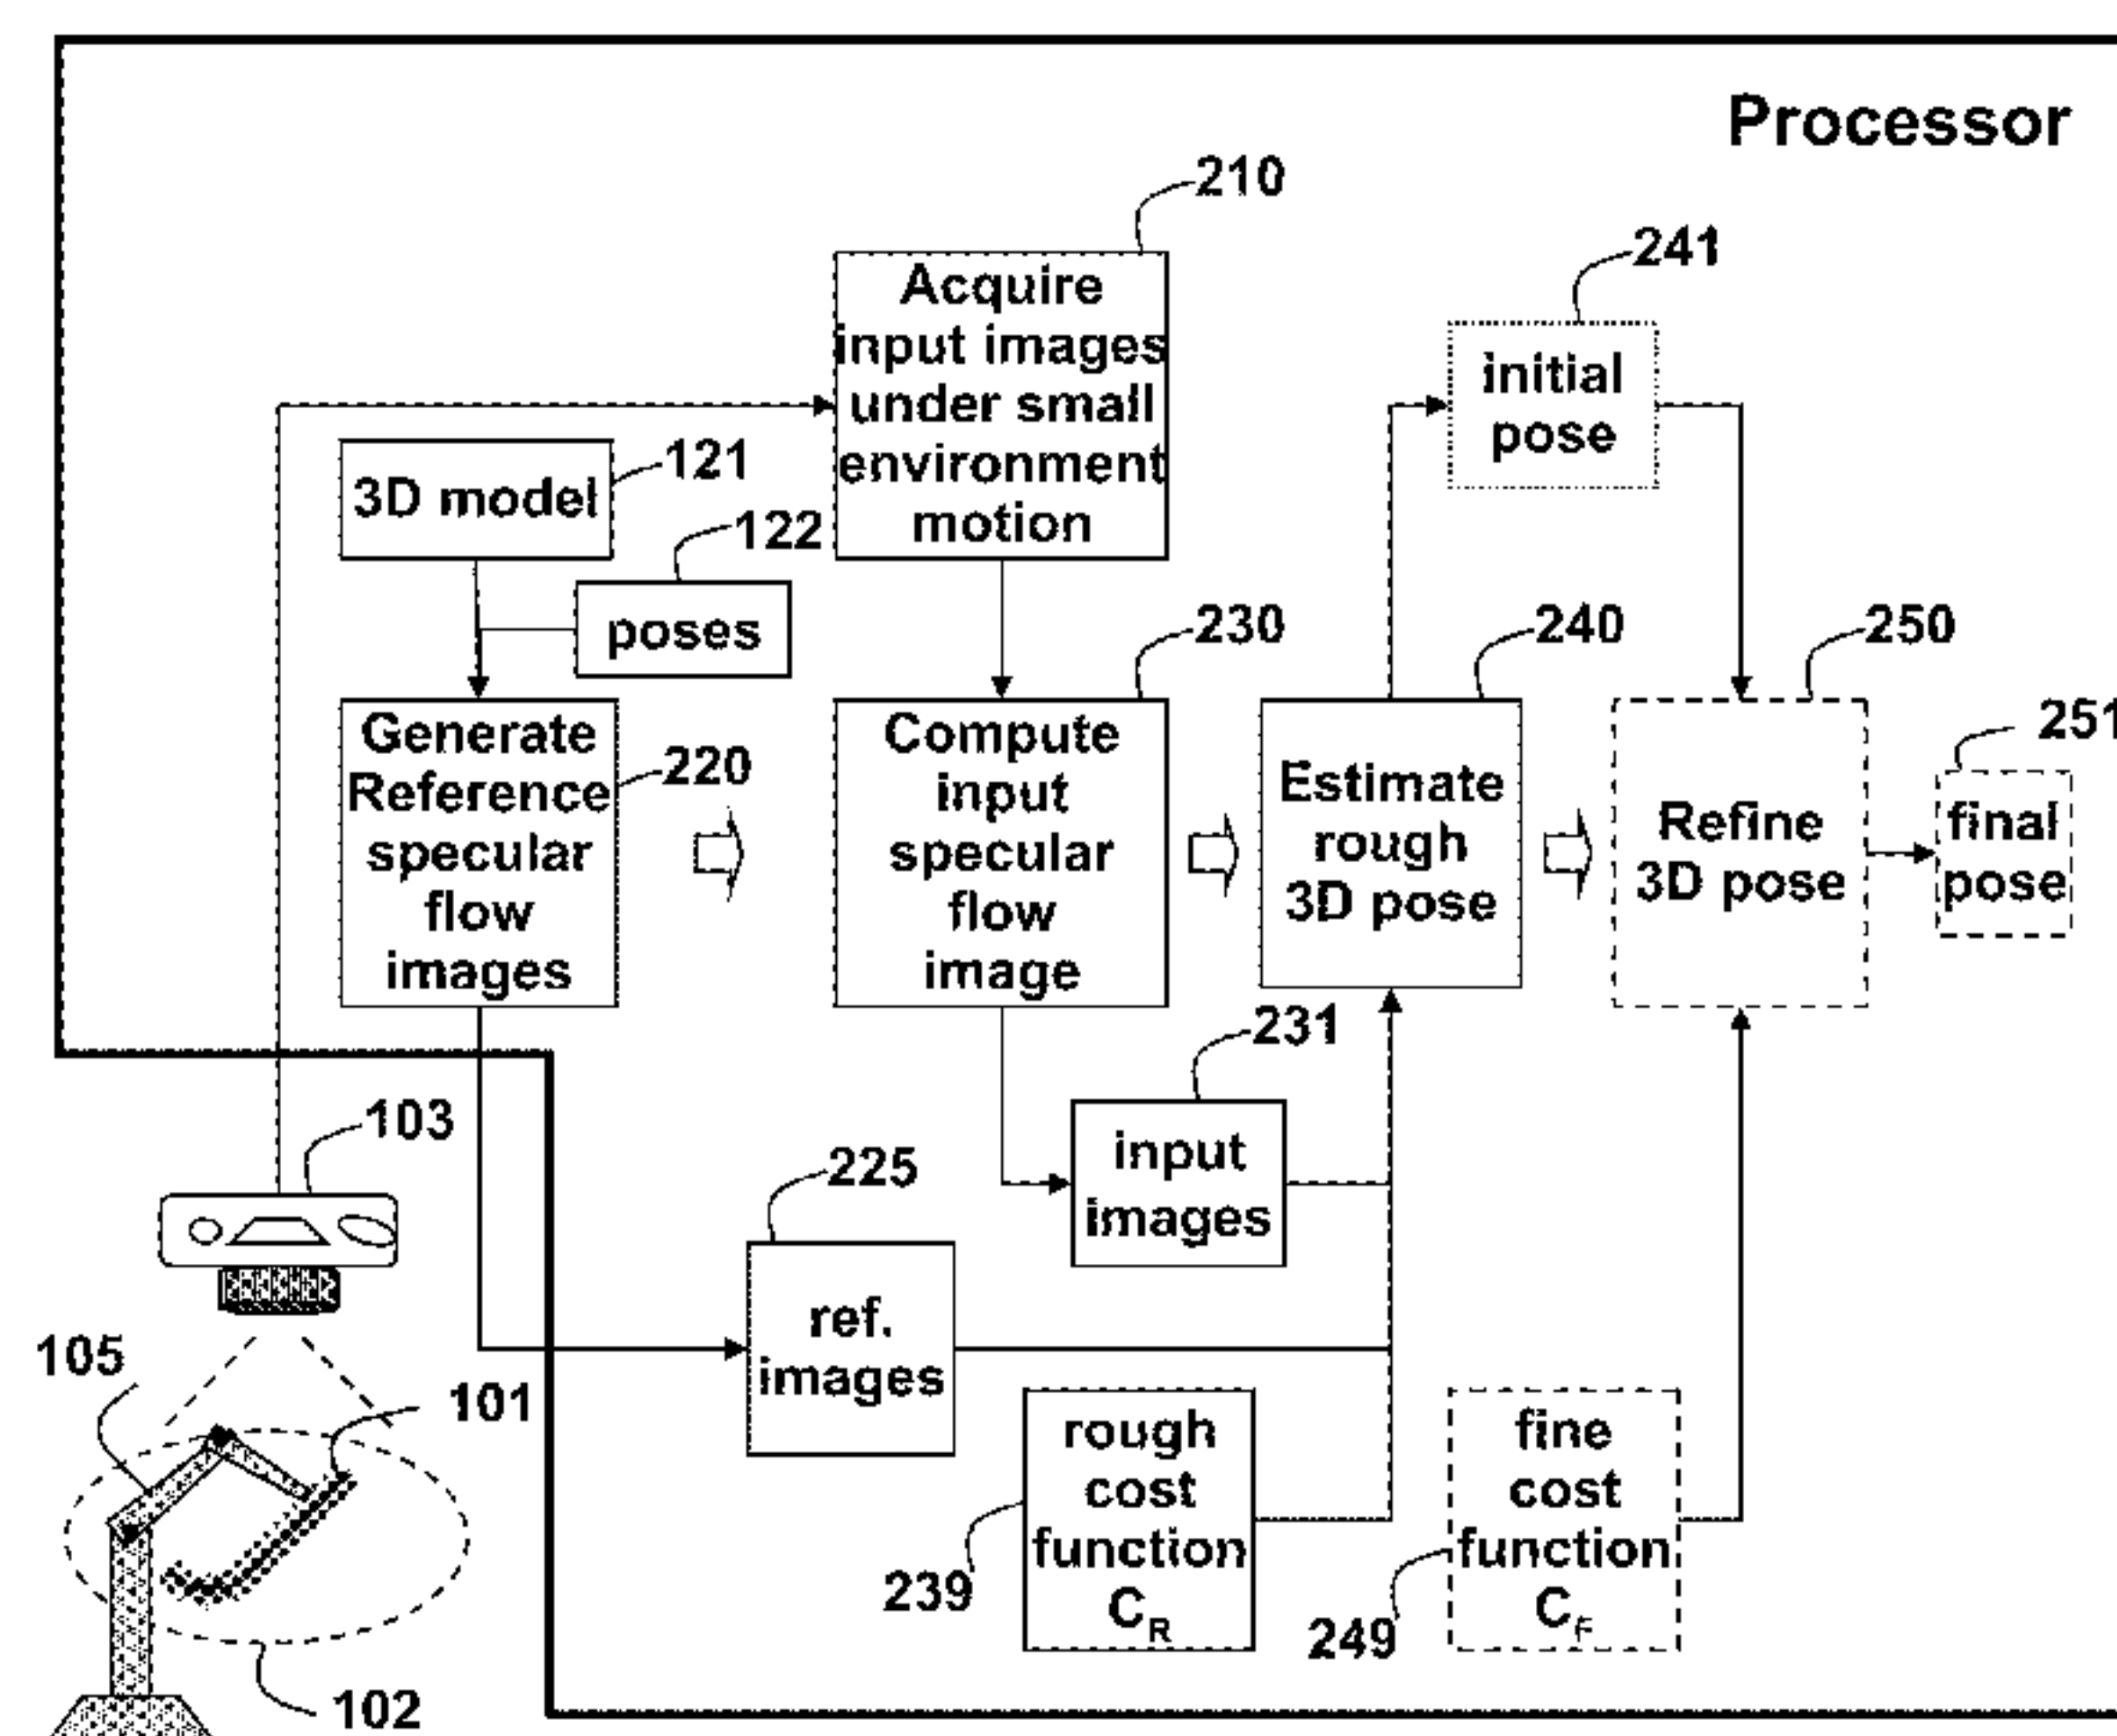 Processor
210
241
Acquire
input images
under small
environment
motion
initial
pose
3D model
121
122
poses
230
240
250
251
Generate
Reference
specular
flow
images
220
Compute
input
specular
flow
image
Estimate
rough
3D pose
Refine
3D pose
final
pose
231
103
input
images
225
ref.
images
105
101
rough
cost
function
CR
239
fine
cost
function
CF
249
102